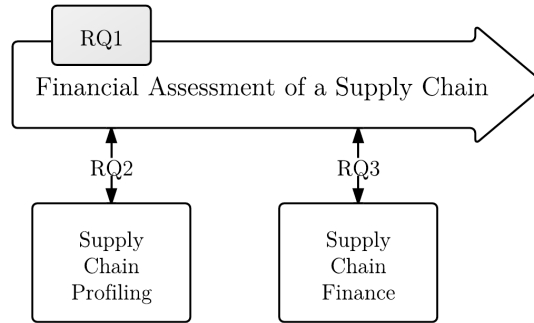 RQ1
Financial Assessment of a Supply Chain
RQ2
RQ3
Supply
Chain
Profiling
Supply
Chain
Finance